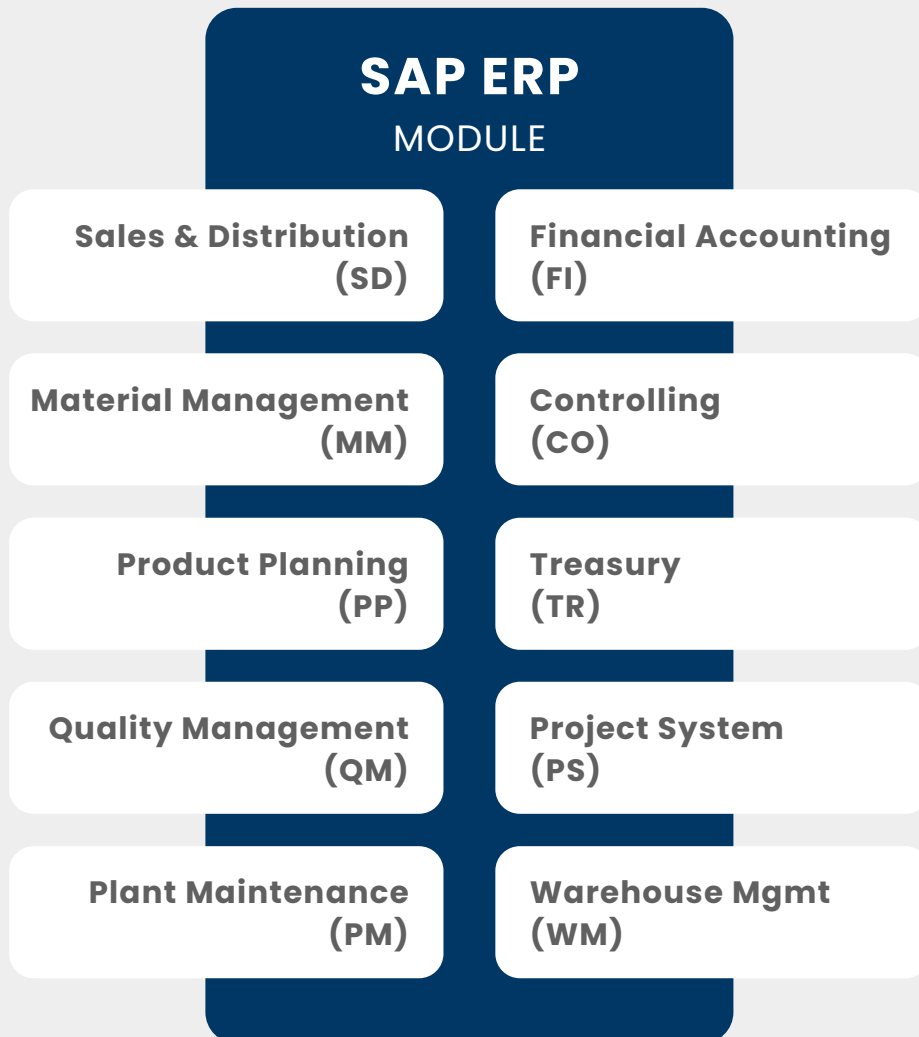 SAP ERP
MODULE
Sales & Distribution
(SD)
Financial Accounting
(FI)
Material Management
(MM)
Controlling
(CO)
Product Planning
(PP)
Treasury
(TR)
Quality Management
(QM)
Project System
(PS)
Plant Maintenance
(PM)
Warehouse Mgmt
(WM)